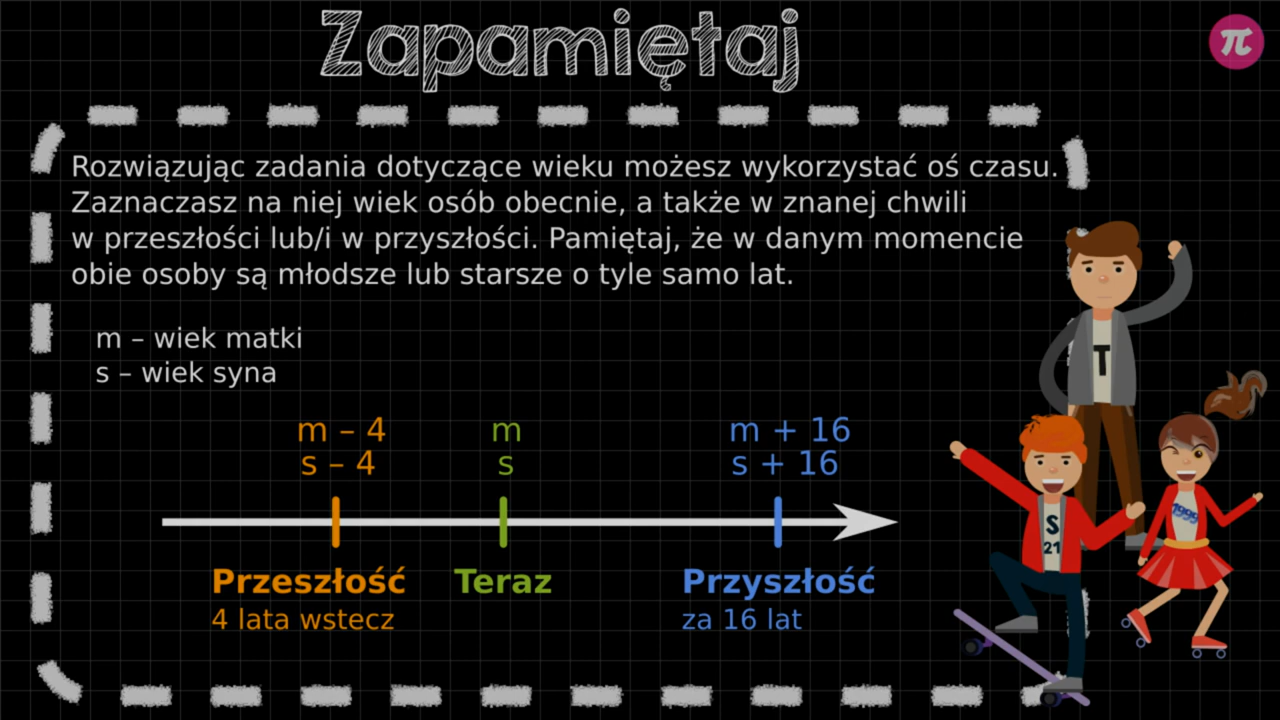 Zapamiętaj
π
Rozwiązując zadania dotyczące wieku możesz wykorzystać oś czasu.
Zaznaczasz na niej wiek osób obecnie, a także w znanej chwili
w przeszłości lub/i w przyszłości. Pamiętaj, że w danym momencie
obie osoby są młodsze lub starsze o tyle samo lat.
m – wiek matki
s – wiek syna
m – 4 m m + 16
s – 4 s s + 16
Przeszłość Teraz Przyszłość
4 lata wstecz za 16 lat
T
S
21
1999